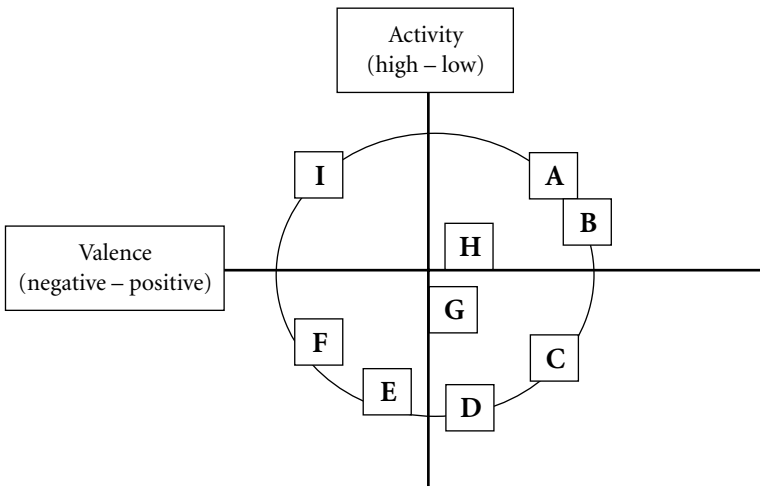 Activity
(high – low)
I
A
B
H
Valence
(negative – positive)
G
F
C
E
D